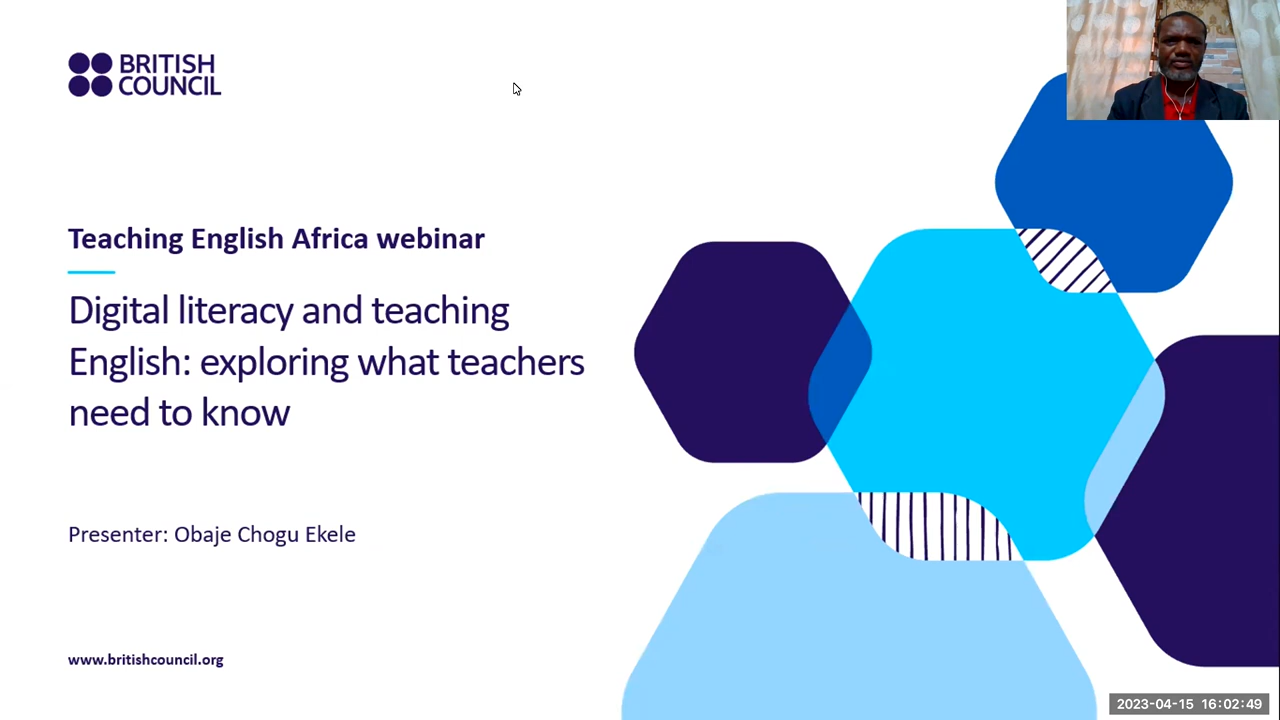 BRITISH
COUNCIL
Teaching English Africa webinar
Digital literacy and teaching
English: exploring what teachers
need to know
Presenter: Obaje Chogu Ekele
www.britishcouncil.org
2023-04-15 16:02:49